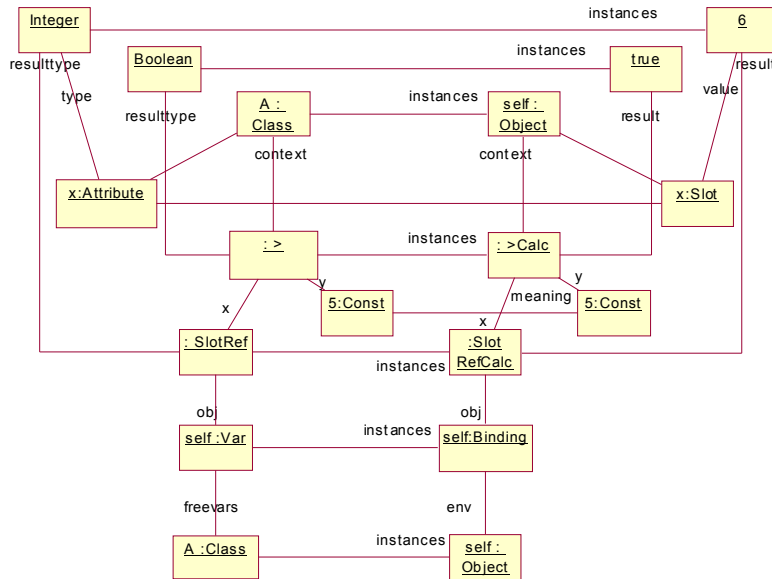 Integer
instances
6
resulttype
Boolean
instances
true
result
type
value
resulttype
A :
Class
instances
self :
Object
result
context
context
x:Attribute
x:Slot
: >
instances
: >Calc
y
y
5:Const
meaning
5:Const
x
x
: SlotRef
:Slot
RefCalc
instances
obj
obj
self :Var
instances
self:Binding
freevars
env
A :Class
instances
self :
Object